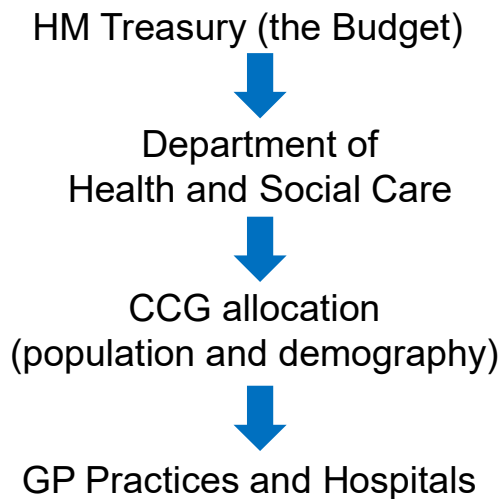 HM Treasury (the Budget)
Department of
Health and Social Care
CCG allocation
(population and demography)
GP Practices and Hospitals